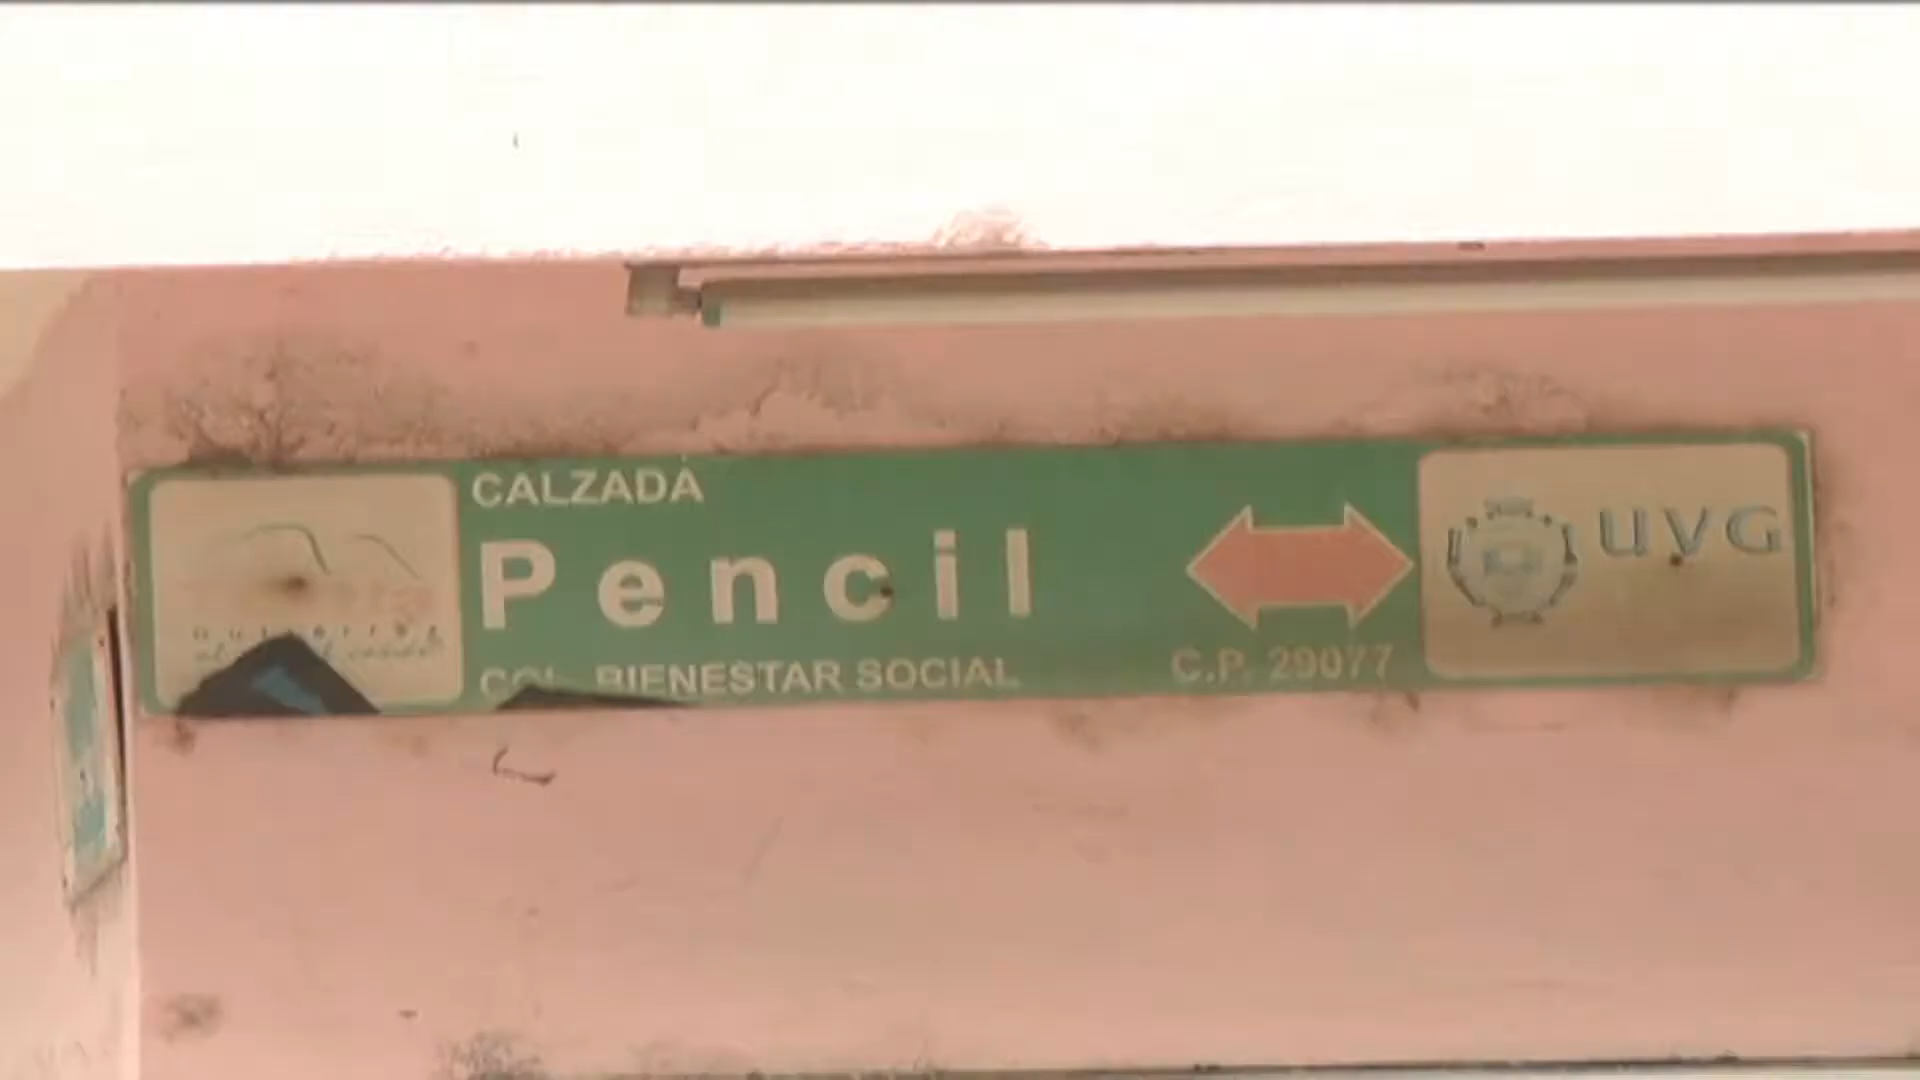 CALZADA
Pencil
COL. BIENESTAR SOCIAL
C.P. 29077
UVG